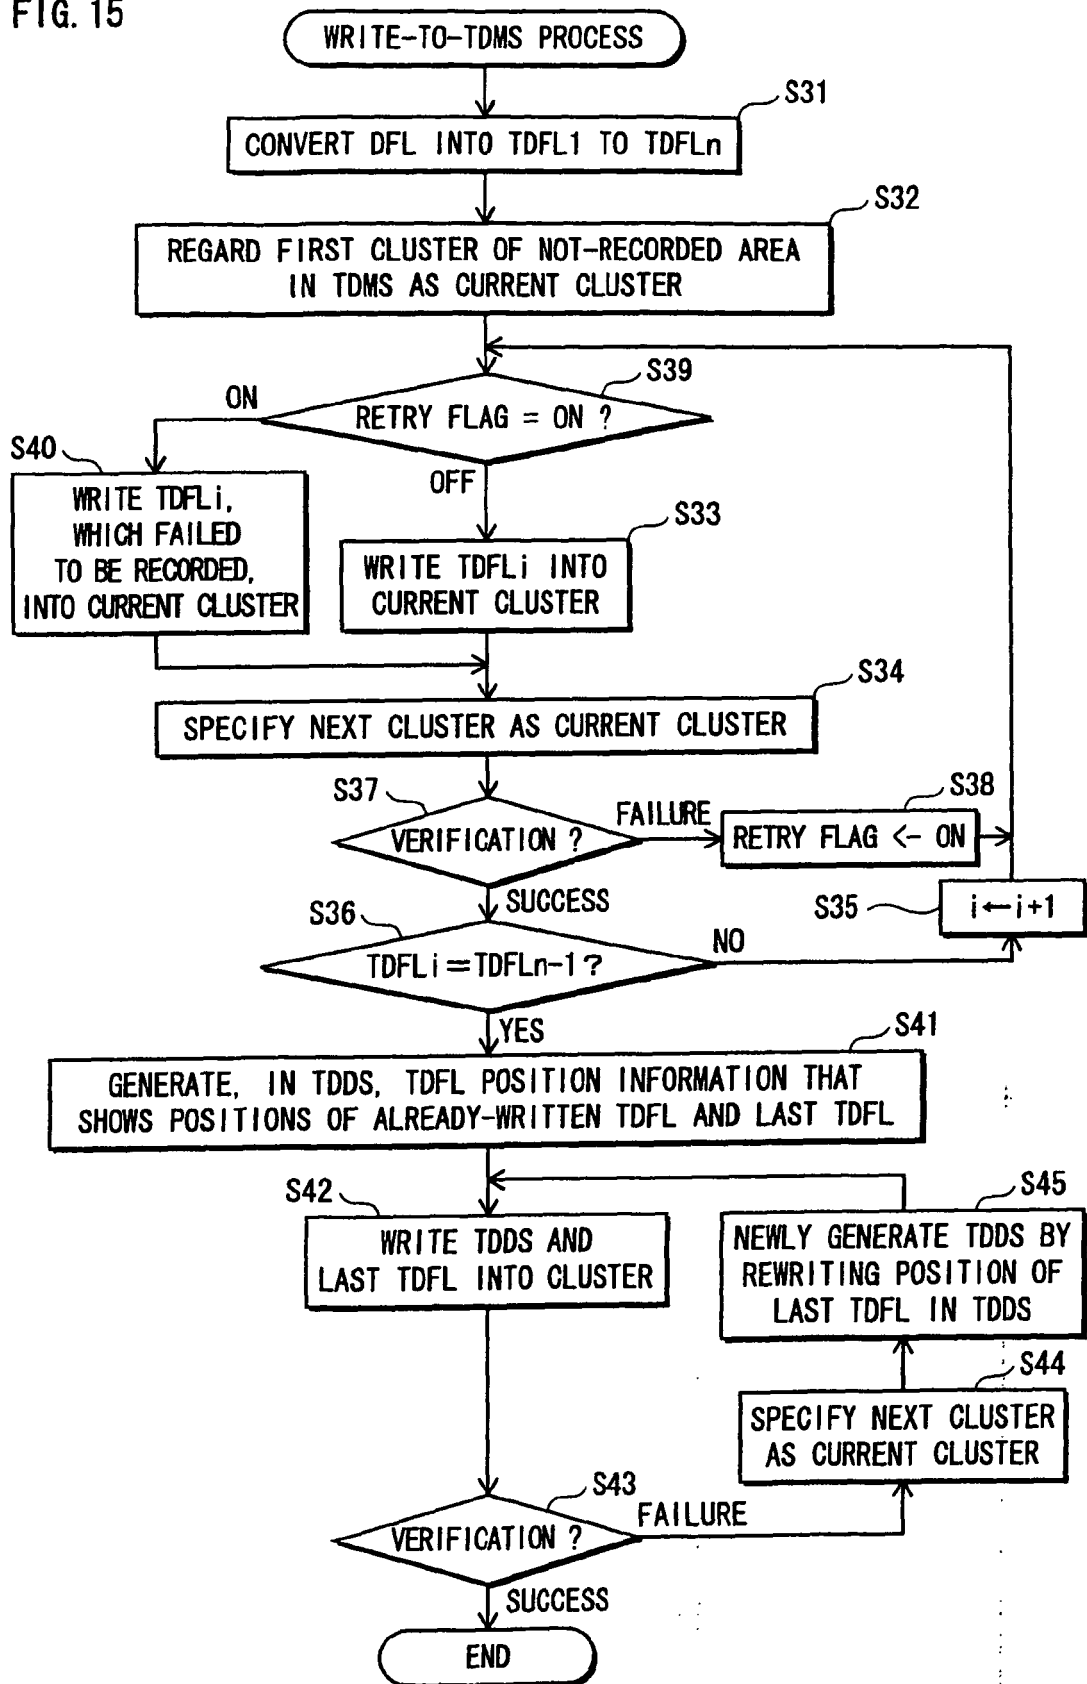 FIG. 15
WRITE-TO-TDMS PROCESS
S31
CONVERT DFL INTO TDFL1 TO TDFLn
S32
REGARD FIRST CLUSTER OF NOT-RECORDED AREA
IN TDMS AS CURRENT CLUSTER
S39
ON
RETRY FLAG = ON ?
S40
OFF
WRITE TDFLi,
WHICH FAILED
TO BE RECORDED,
INTO CURRENT CLUSTER
S33
WRITE TDFLi INTO
CURRENT CLUSTER
S34
SPECIFY NEXT CLUSTER AS CURRENT CLUSTER
S37
VERIFICATION ?
FAILURE
S38
RETRY FLAG <- ON
SUCCESS
S35
i←i+1
S36
TDFLi=TDFLn-1?
NO
YES
S41
GENERATE, IN TDDS, TDFL POSITION INFORMATION THAT
SHOWS POSITIONS OF ALREADY-WRITTEN TDFL AND LAST TDFL
S42
WRITE TDDS AND
LAST TDFL INTO CLUSTER
S45
NEWLY GENERATE TDDS BY
REWRITING POSITION OF
LAST TDFL IN TDDS
S44
SPECIFY NEXT CLUSTER
AS CURRENT CLUSTER
S43
VERIFICATION ?
FAILURE
SUCCESS
END